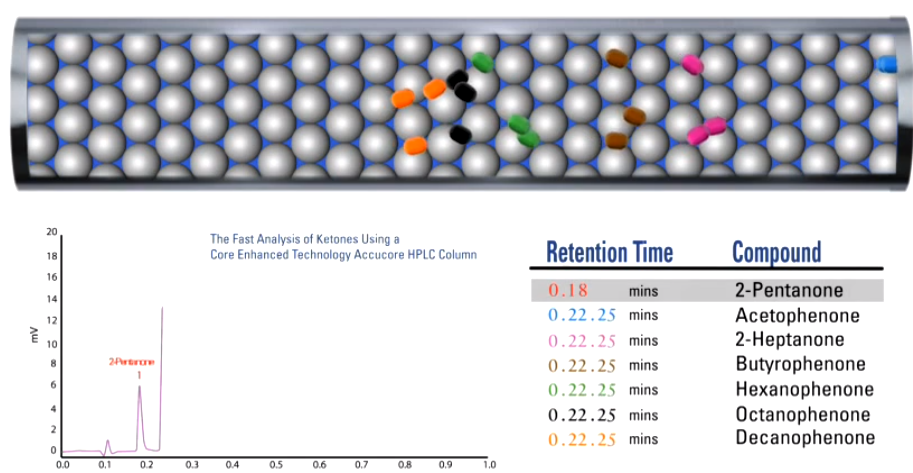 The Fast Analysis of Ketones Using a
Core Enhanced Technology Accucore HPLC Column
20
18
16
14
12
10
8
6
4
2
0
mV
2-Pentanone
1
0.0 0.1 0.2 0.3 0.4 0.5 0.6 0.7 0.8 0.9 1.0
Retention Time Compound
0.18 mins 2-Pentanone
0.22.25 mins Acetophenone
0.22.25 mins 2-Heptanone
0.22.25 mins Butyrophenone
0.22.25 mins Hexanophenone
0.22.25 mins Octanophenone
0.22.25 mins Decanophenone